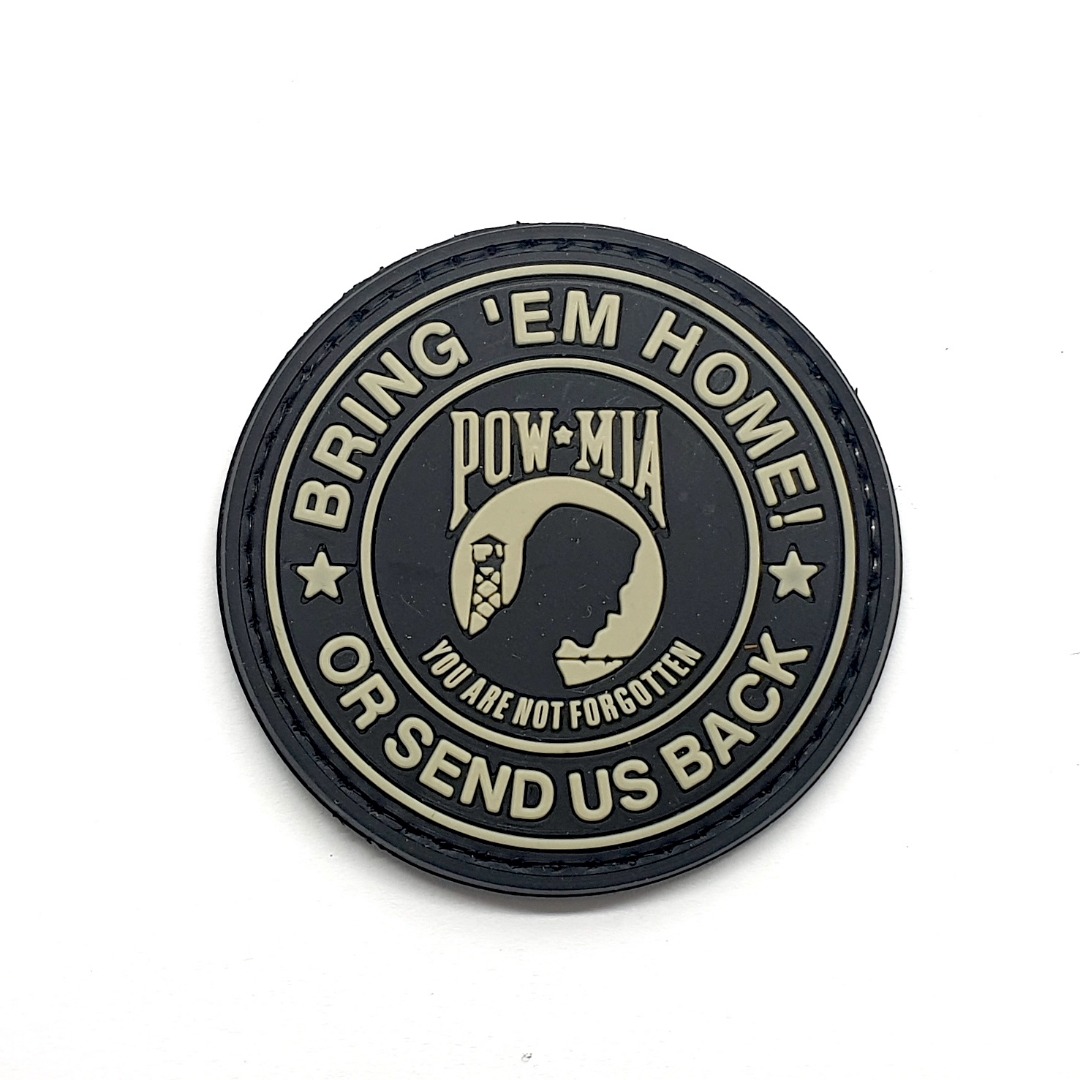 BRING 'EM HOME!
POW★MIA
YOU ARE NOT FORGOTTEN
OR SEND US BACK